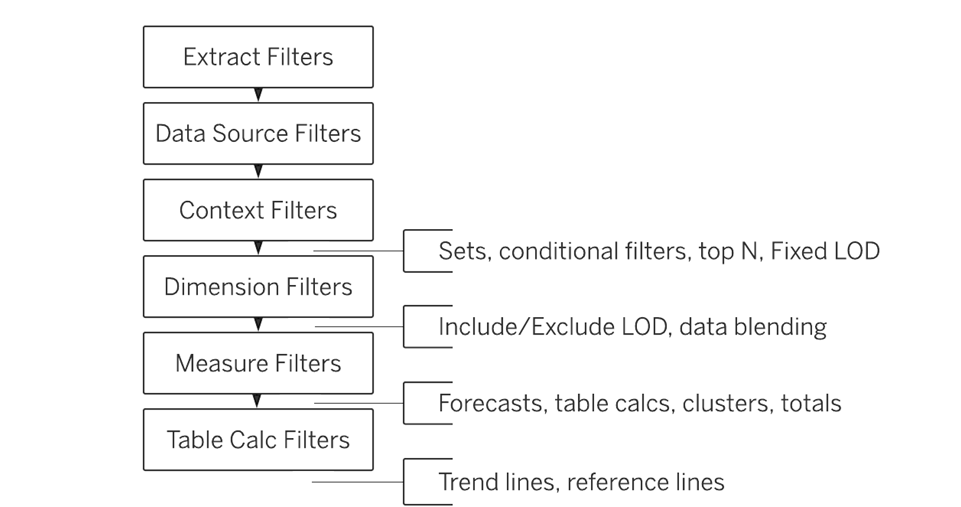 Extract Filters
Data Source Filters
Context Filters
Sets, conditional filters, top N, Fixed LOD
Dimension Filters
Include/Exclude LOD, data blending
Measure Filters
Forecasts, table calcs, clusters, totals
Table Calc Filters
Trend lines, reference lines